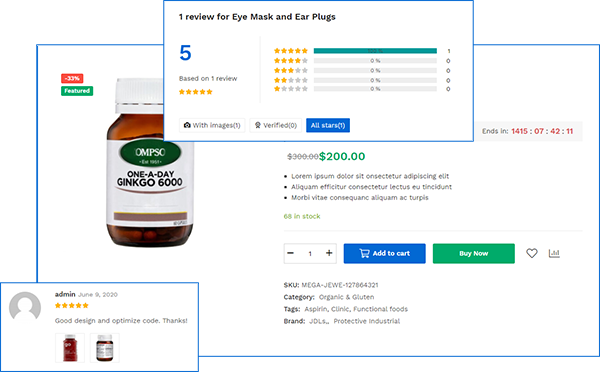 1 review for Eye Mask and Ear Plugs
5
Based on 1 review
100 % 1
0 % 0
0 % 0
0 % 0
0 % 0
With images(1) Verified(0) All stars(1)
-33%
Featured
OMPSO
Est 1951
ONE-A-DAY
GINKGO 6000
Ends in: 1415 : 07 : 42 : 11
$300.00 $200.00
Lorem ipsum dolor sit onsectetur adipiscing elit
Aliquam efficitur consectetur lectus eu tincidunt
Morbi vitae consequanc aliquam ac turpis
68 in stock
− 1 + Add to cart Buy Now
SKU: MEGA-JEWE-127864321
Category: Organic & Gluten
Tags: Aspirin, Clinic, Functional foods
Brand: JDLs,, Protective Industrial
admin June 9, 2020
Good design and optimize code. Thanks!